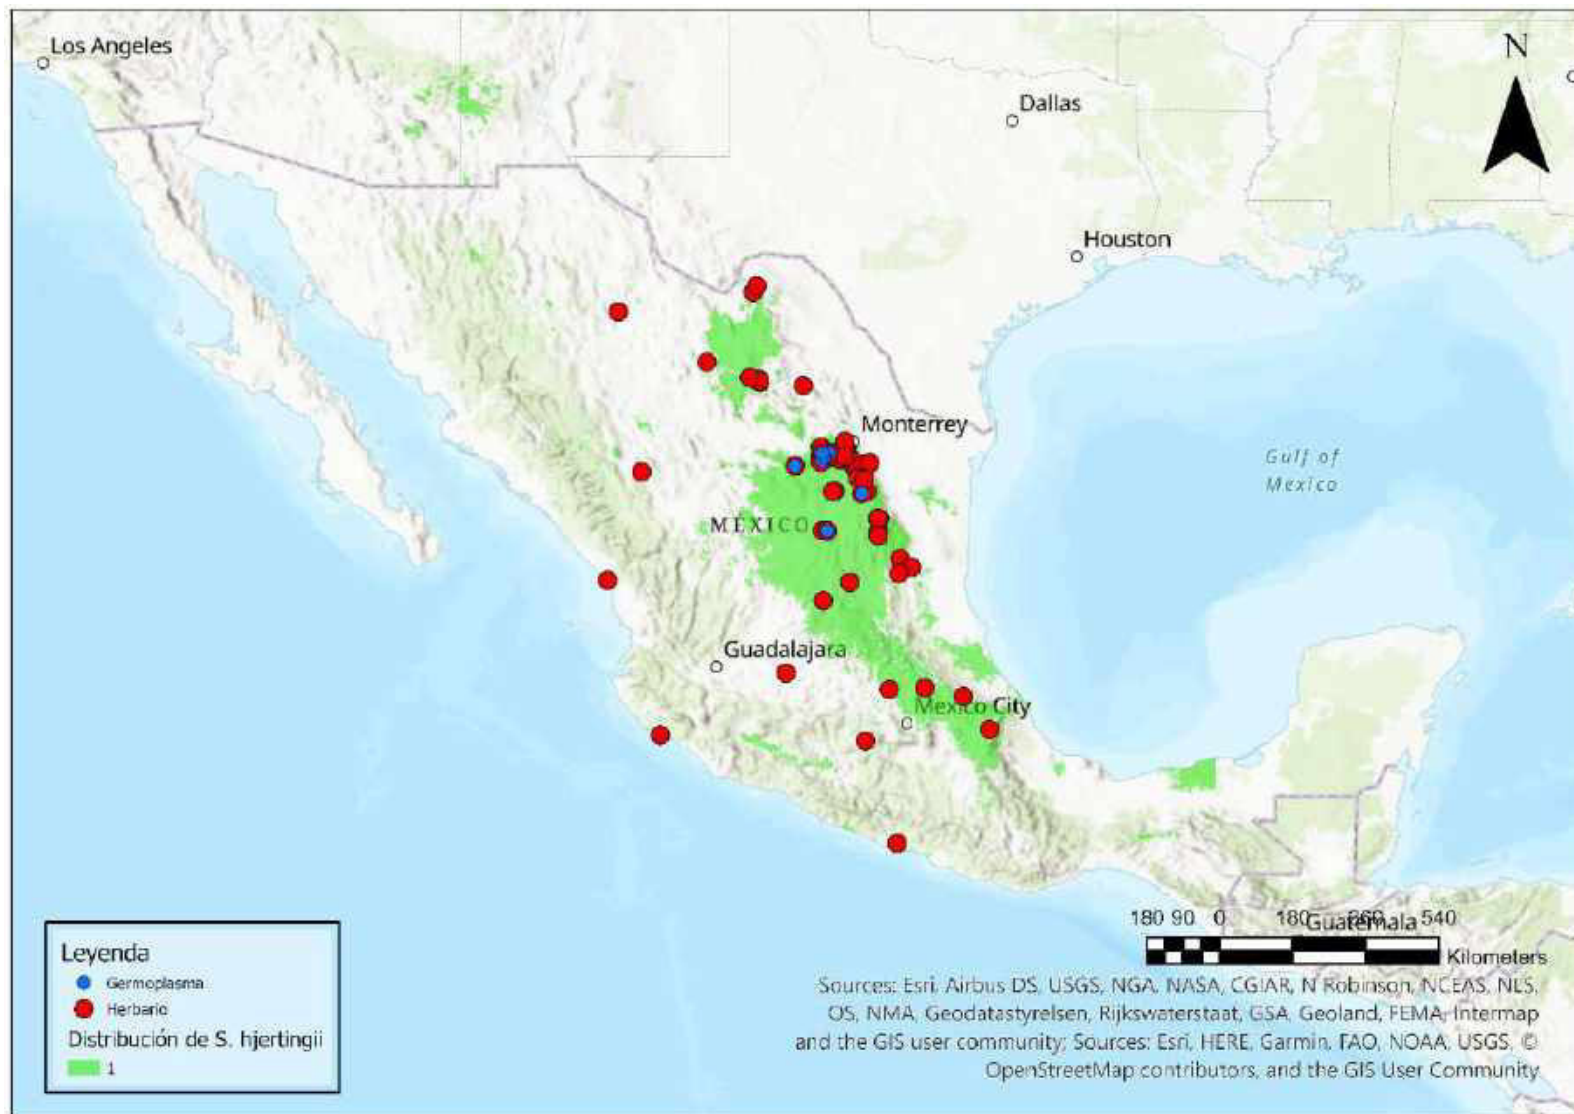 Los Angeles
N
Dallas
Houston
Monterrey
Gulf of
Mexico
MÉXICO
Guadalajara
Mexico City
180 90 0 180 360 540
Guatemala
Kilometers
Leyenda
Germoplasma
Herbario
Distribución de S. hjertingii
1
Sources: Esri, Airbus DS, USGS, NGA, NASA, CGIAR, N Robinson, NCEAS, NLS,
OS, NMA, Geodatastyrelsen, Rijkswaterstaat, GSA, Geoland, FEMA, Intermap
and the GIS user community; Sources: Esri, HERE, Garmin, FAO, NOAA, USGS, ©
OpenStreetMap contributors, and the GIS User Community